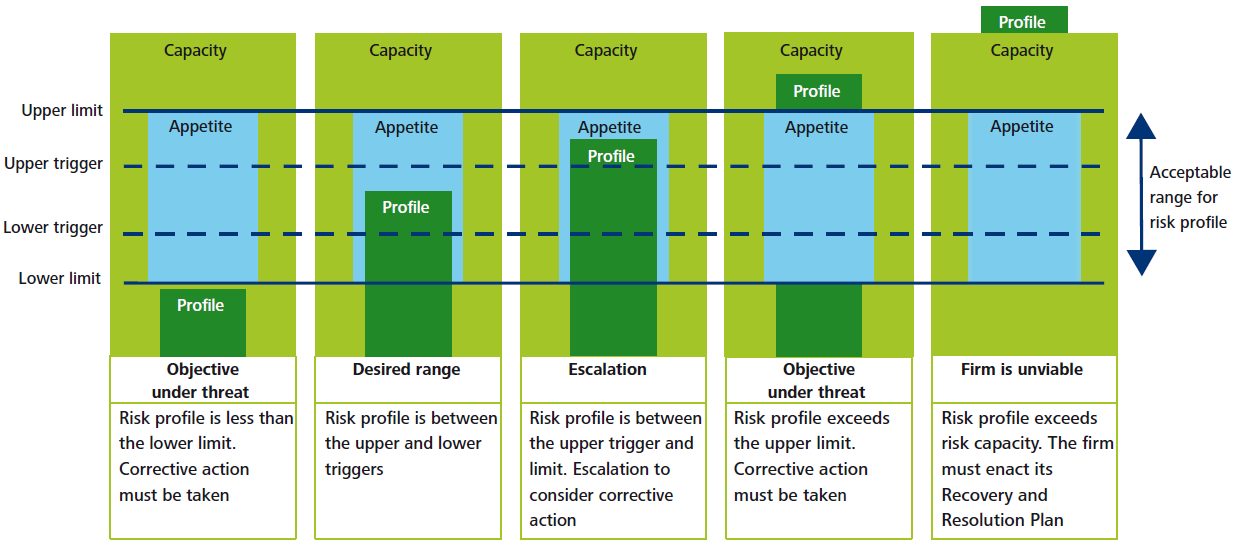 Profile
Capacity
Capacity
Capacity
Capacity
Capacity
Profile
Upper limit
Appetite
Appetite
Appetite
Appetite
Appetite
Upper trigger
Profile
Acceptable
range for
risk profile
Profile
Lower trigger
Lower limit
Profile
Objective
under threat
Risk profile is less than
the lower limit.
Corrective action
must be taken
Desired range
Risk profile is between
the upper and lower
triggers
Escalation
Risk profile is between
the upper trigger and
limit. Escalation to
consider corrective
action
Objective
under threat
Risk profile exceeds
the upper limit.
Corrective action
must be taken
Firm is unviable
Risk profile exceeds
risk capacity. The firm
must enact its
Recovery and
Resolution Plan